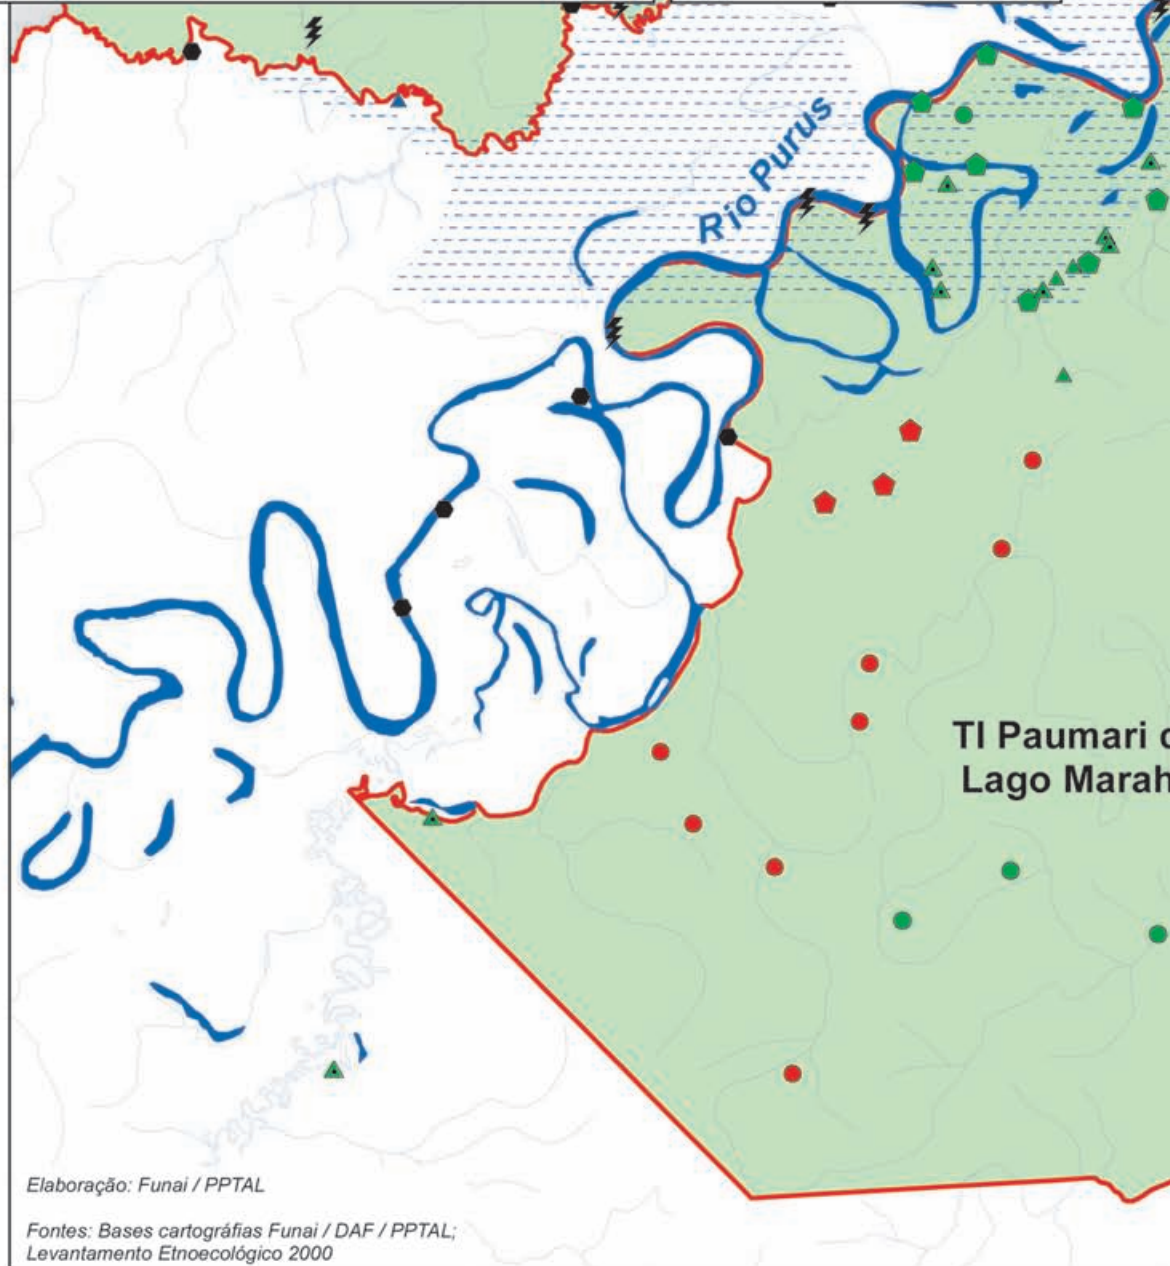 Rio Purus
TI Paumari
Lago Marah
Elaboração: Funai / PPTAL
Fontes: Bases cartográfias Funai / DAF / PPTAL;
Levantamento Etnoecológico 2000